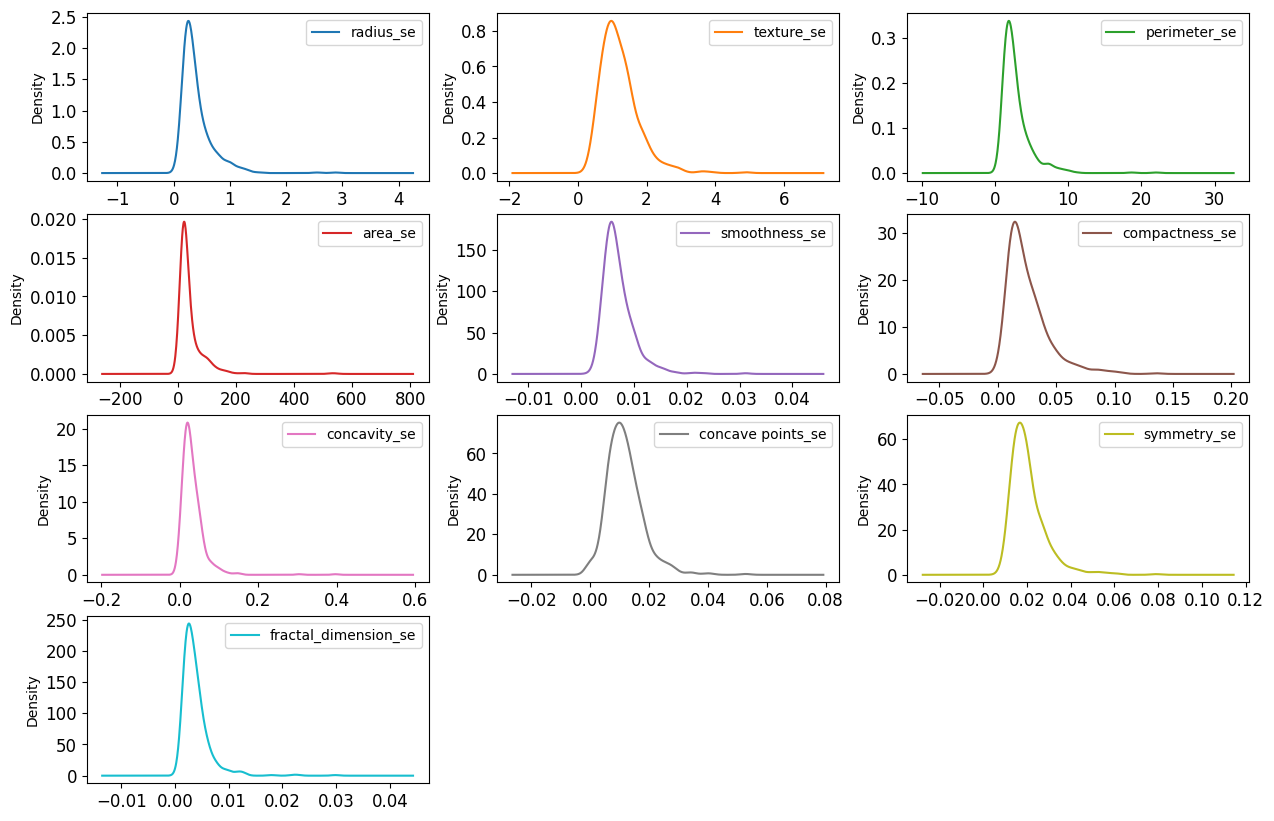 2.5
2.0
1.5
1.0
0.5
0.0
Density
radius_se
−1 0 1 2 3 4
0.8
0.6
0.4
0.2
0.0
Density
texture_se
−2 0 2 4 6
0.3
0.2
0.1
0.0
Density
perimeter_se
−10 0 10 20 30
0.020
0.015
0.010
0.005
0.000
Density
area_se
−200 0 200 400 600 800
150
100
50
0
Density
smoothness_se
−0.01 0.00 0.01 0.02 0.03 0.04
30
20
10
0
Density
compactness_se
−0.05 0.00 0.05 0.10 0.15 0.20
20
15
10
5
0
Density
concavity_se
−0.2 0.0 0.2 0.4 0.6
60
40
20
0
Density
concave points_se
−0.02 0.00 0.02 0.04 0.06 0.08
60
40
20
0
Density
symmetry_se
−0.02 0.00 0.02 0.04 0.06 0.08 0.10 0.12
250
200
150
100
50
0
Density
fractal_dimension_se
−0.01 0.00 0.01 0.02 0.03 0.04